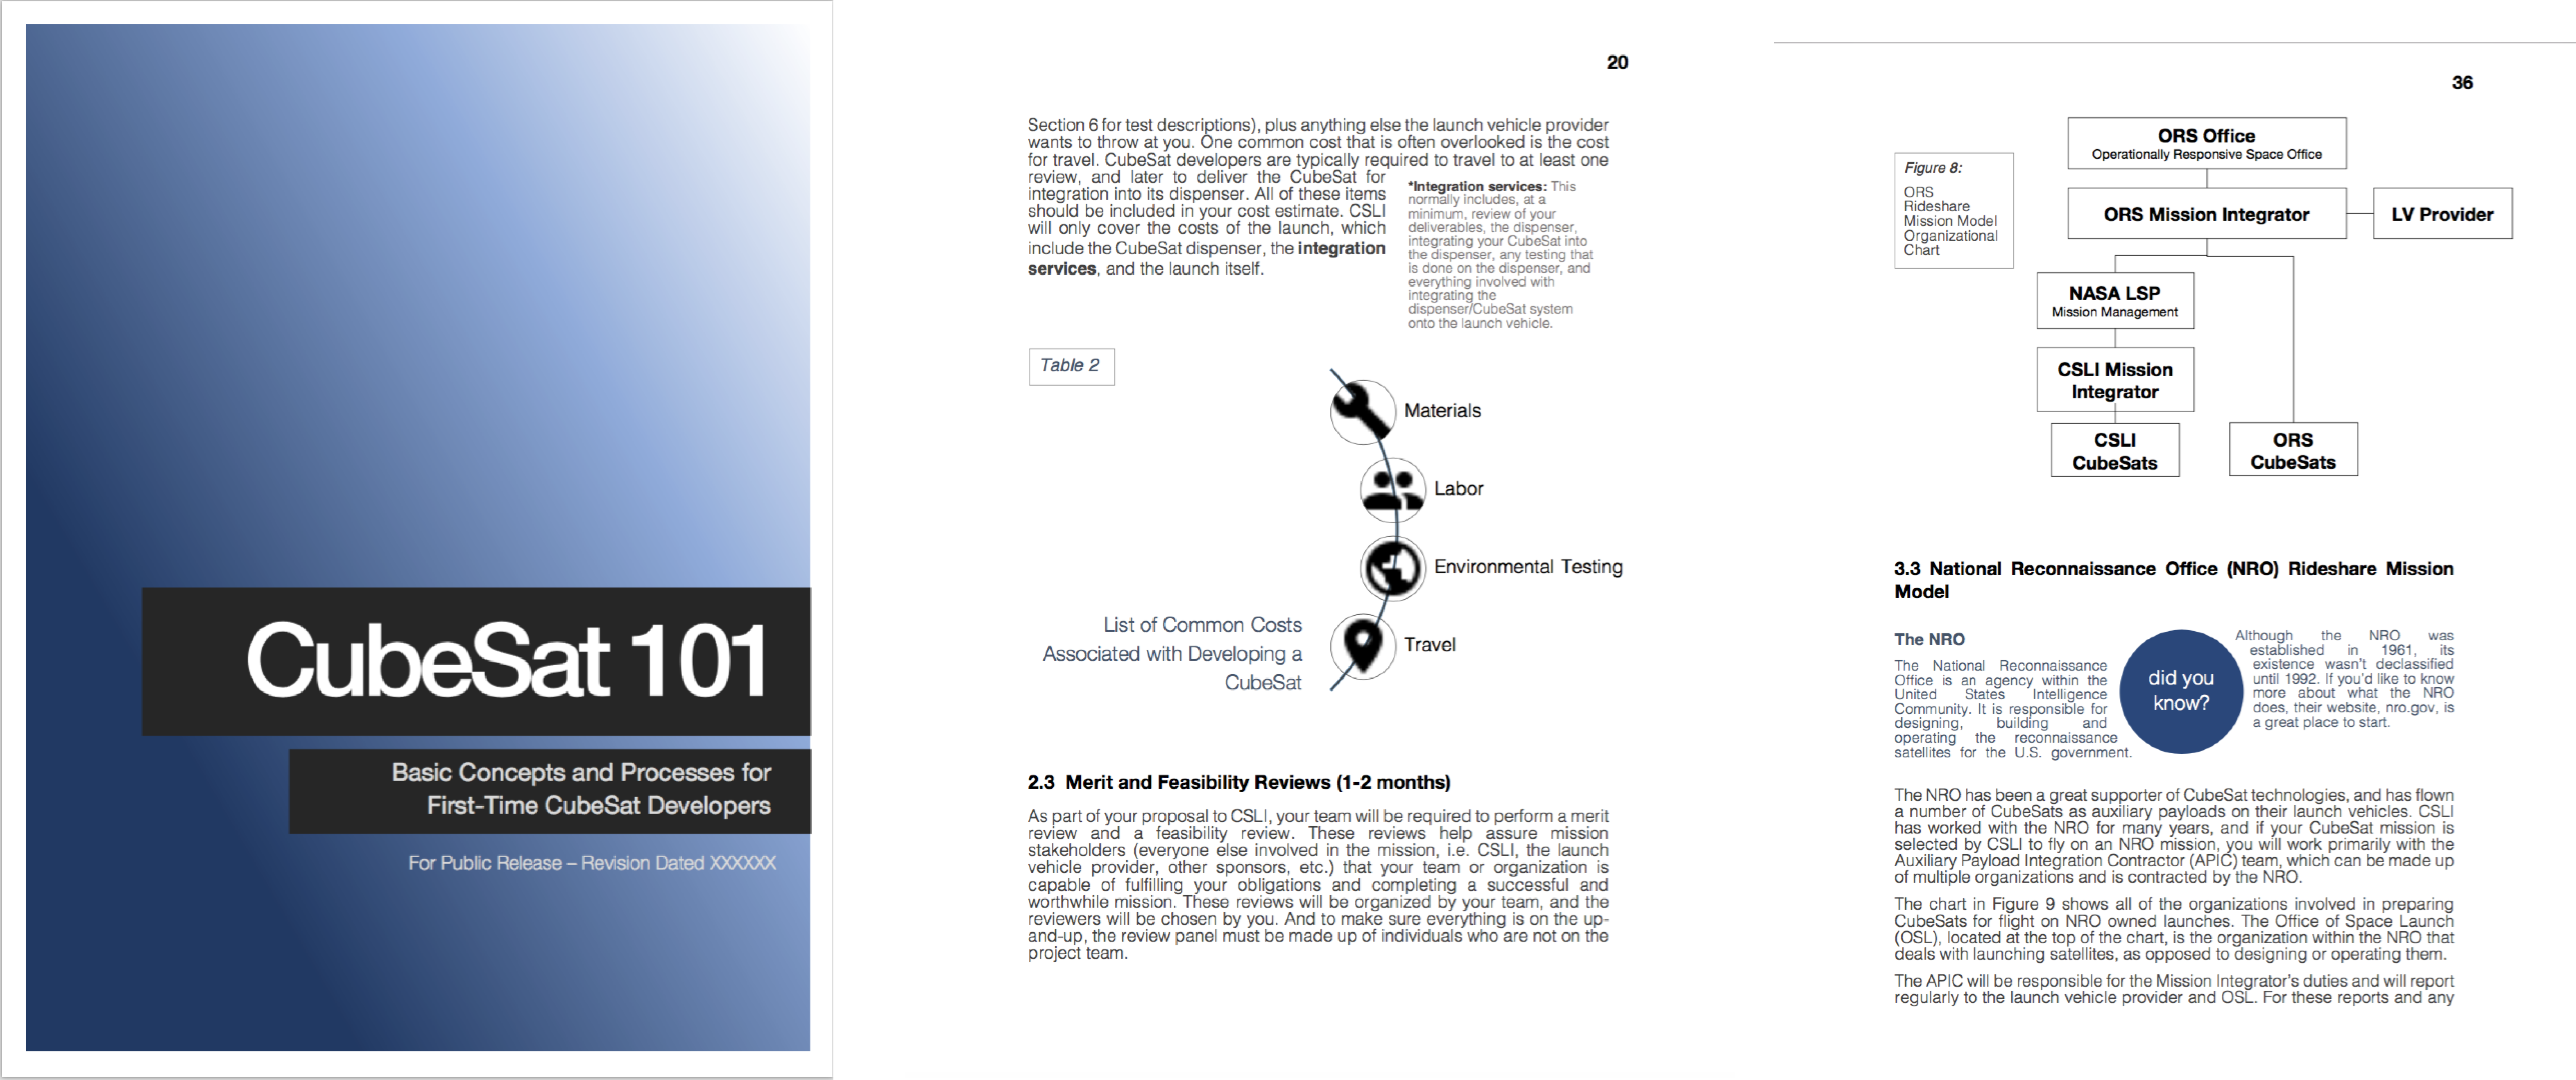 CubeSat 101
Basic Concepts and Processes for
First-Time CubeSat Developers
For Public Release – Revision Dated XXXXXX
20
Section 6 for test descriptions), plus anything else the launch vehicle provider
wants to throw at you. One common cost that is often overlooked is the cost
for travel. CubeSat developers are typically required to travel to at least one
review, and later to deliver the CubeSat for
integration into its dispenser. All of these items
should be included in your cost estimate. CSLI
will only cover the costs of the launch, which
include the CubeSat dispenser, the integration
services, and the launch itself.
*Integration services: This
normally includes, at a
minimum, review of your
deliverables, the dispenser,
integrating your CubeSat into
the dispenser, any testing that
is done on the dispenser, and
everything involved with
integrating the
dispenser/CubeSat system
onto the launch vehicle.
Table 2
Materials
Labor
Environmental Testing
Travel
List of Common Costs
Associated with Developing a
CubeSat
2.3 Merit and Feasibility Reviews (1-2 months)
As part of your proposal to CSLI, your team will be required to perform a merit
review and a feasibility review. These reviews help assure mission
stakeholders (everyone else involved in the mission, i.e. CSLI, the launch
vehicle provider, other sponsors, etc.) that your team or organization is
capable of fulfilling your obligations and completing a successful and
worthwhile mission. These reviews will be organized by your team, and the
reviewers will be chosen by you. And to make sure everything is on the up-
and-up, the review panel must be made up of individuals who are not on the
project team.
36
Figure 8:
ORS
Rideshare
Mission Model
Organizational
Chart
ORS Office
Operationally Responsive Space Office
ORS Mission Integrator
LV Provider
NASA LSP
Mission Management
CSLI Mission
Integrator
CSLI
CubeSats
ORS
CubeSats
3.3 National Reconnaissance Office (NRO) Rideshare Mission
Model
The NRO
The National Reconnaissance
Office is an agency within the
United States Intelligence
Community. It is responsible for
designing, building and
operating the reconnaissance
satellites for the U.S. government.
did you
know?
Although the NRO was
established in 1961, its
existence wasn't declassified
until 1992. If you'd like to know
more about what the NRO
does, their website, nro.gov, is
a great place to start.
The NRO has been a great supporter of CubeSat technologies, and has flown
a number of CubeSats as auxiliary payloads on their launch vehicles. CSLI
has worked with the NRO for many years, and if your CubeSat mission is
selected by CSLI to fly on an NRO mission, you will work primarily with the
Auxiliary Payload Integration Contractor (APIC) team, which can be made up
of multiple organizations and is contracted by the NRO.
The chart in Figure 9 shows all of the organizations involved in preparing
CubeSats for flight on NRO owned launches. The Office of Space Launch
(OSL), located at the top of the chart, is the organization within the NRO that
deals with launching satellites, as opposed to designing or operating them.
The APIC will be responsible for the Mission Integrator's duties and will report
regularly to the launch vehicle provider and OSL. For these reports and any